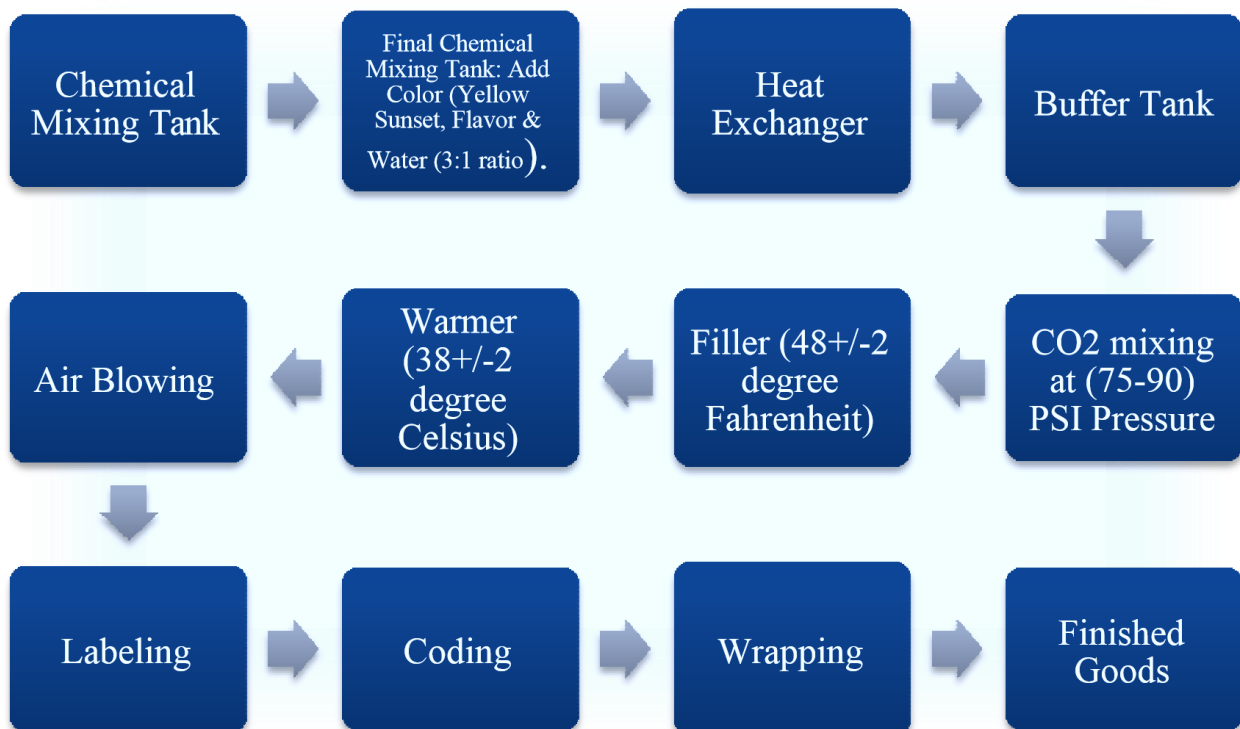 Chemical
Mixing Tank
Final Chemical
Mixing Tank: Add
Color (Yellow
Sunset, Flavor &
Water (3:1 ratio).
Heat
Exchanger
Buffer Tank
CO2 mixing
at (75-90)
PSI Pressure
Filler (48+/-2
degree
Fahrenheit)
Warmer
(38+/-2
degree
Celsius)
Air Blowing
Labeling
Coding
Wrapping
Finished
Goods